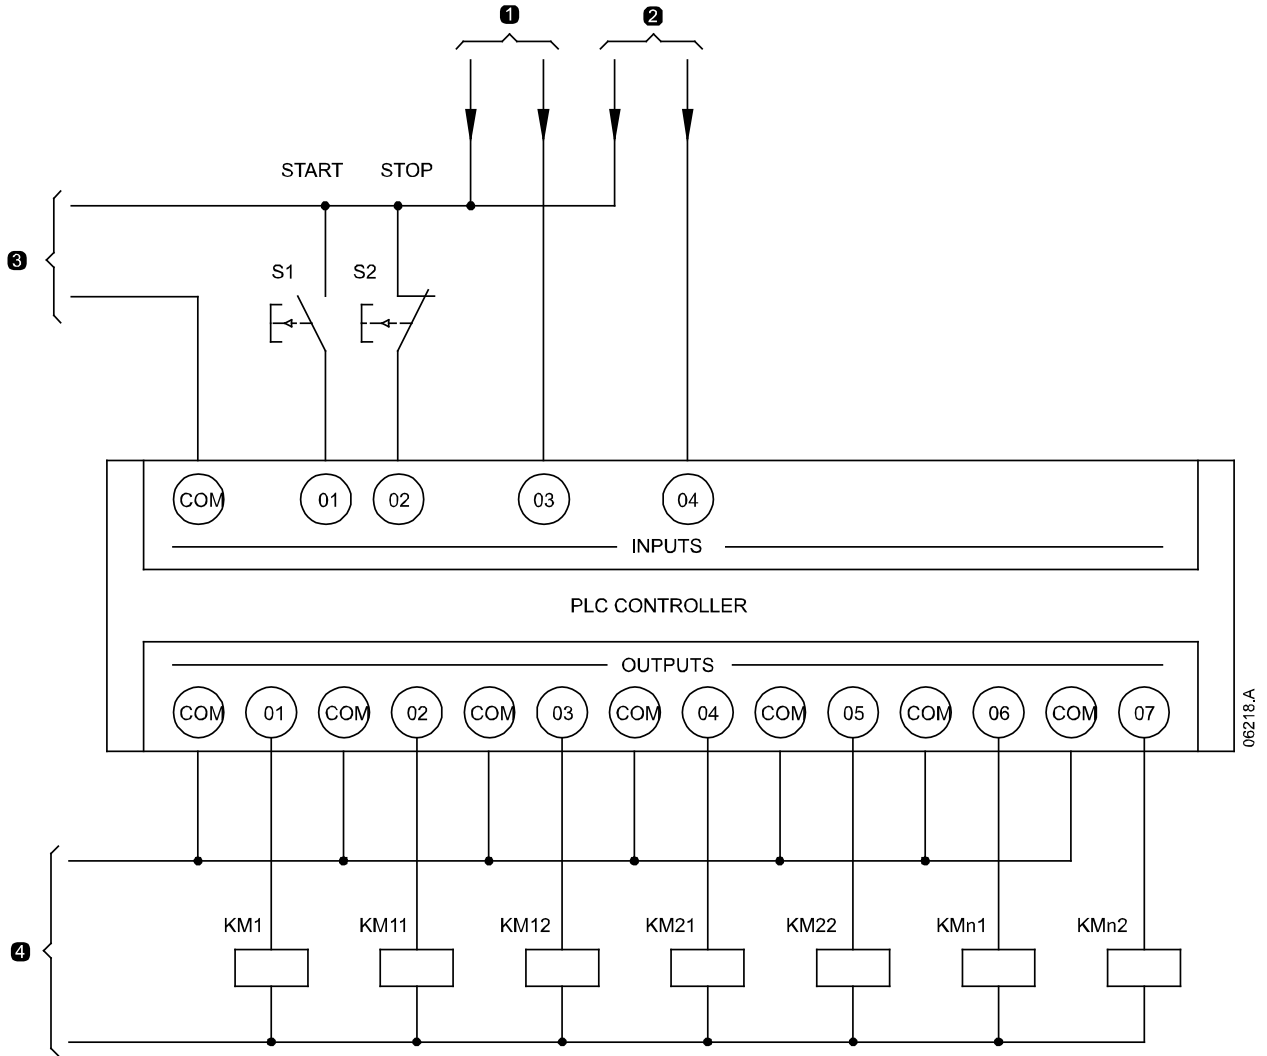 1 2
START STOP
3
S1 S2
COM 01 02 03 04
INPUTS
PLC CONTROLLER
OUTPUTS
COM 01 COM 02 COM 03 COM 04 COM 05 COM 06 COM 07
06218.A
KM1 KM11 KM12 KM21 KM22 KMn1 KMn2
4